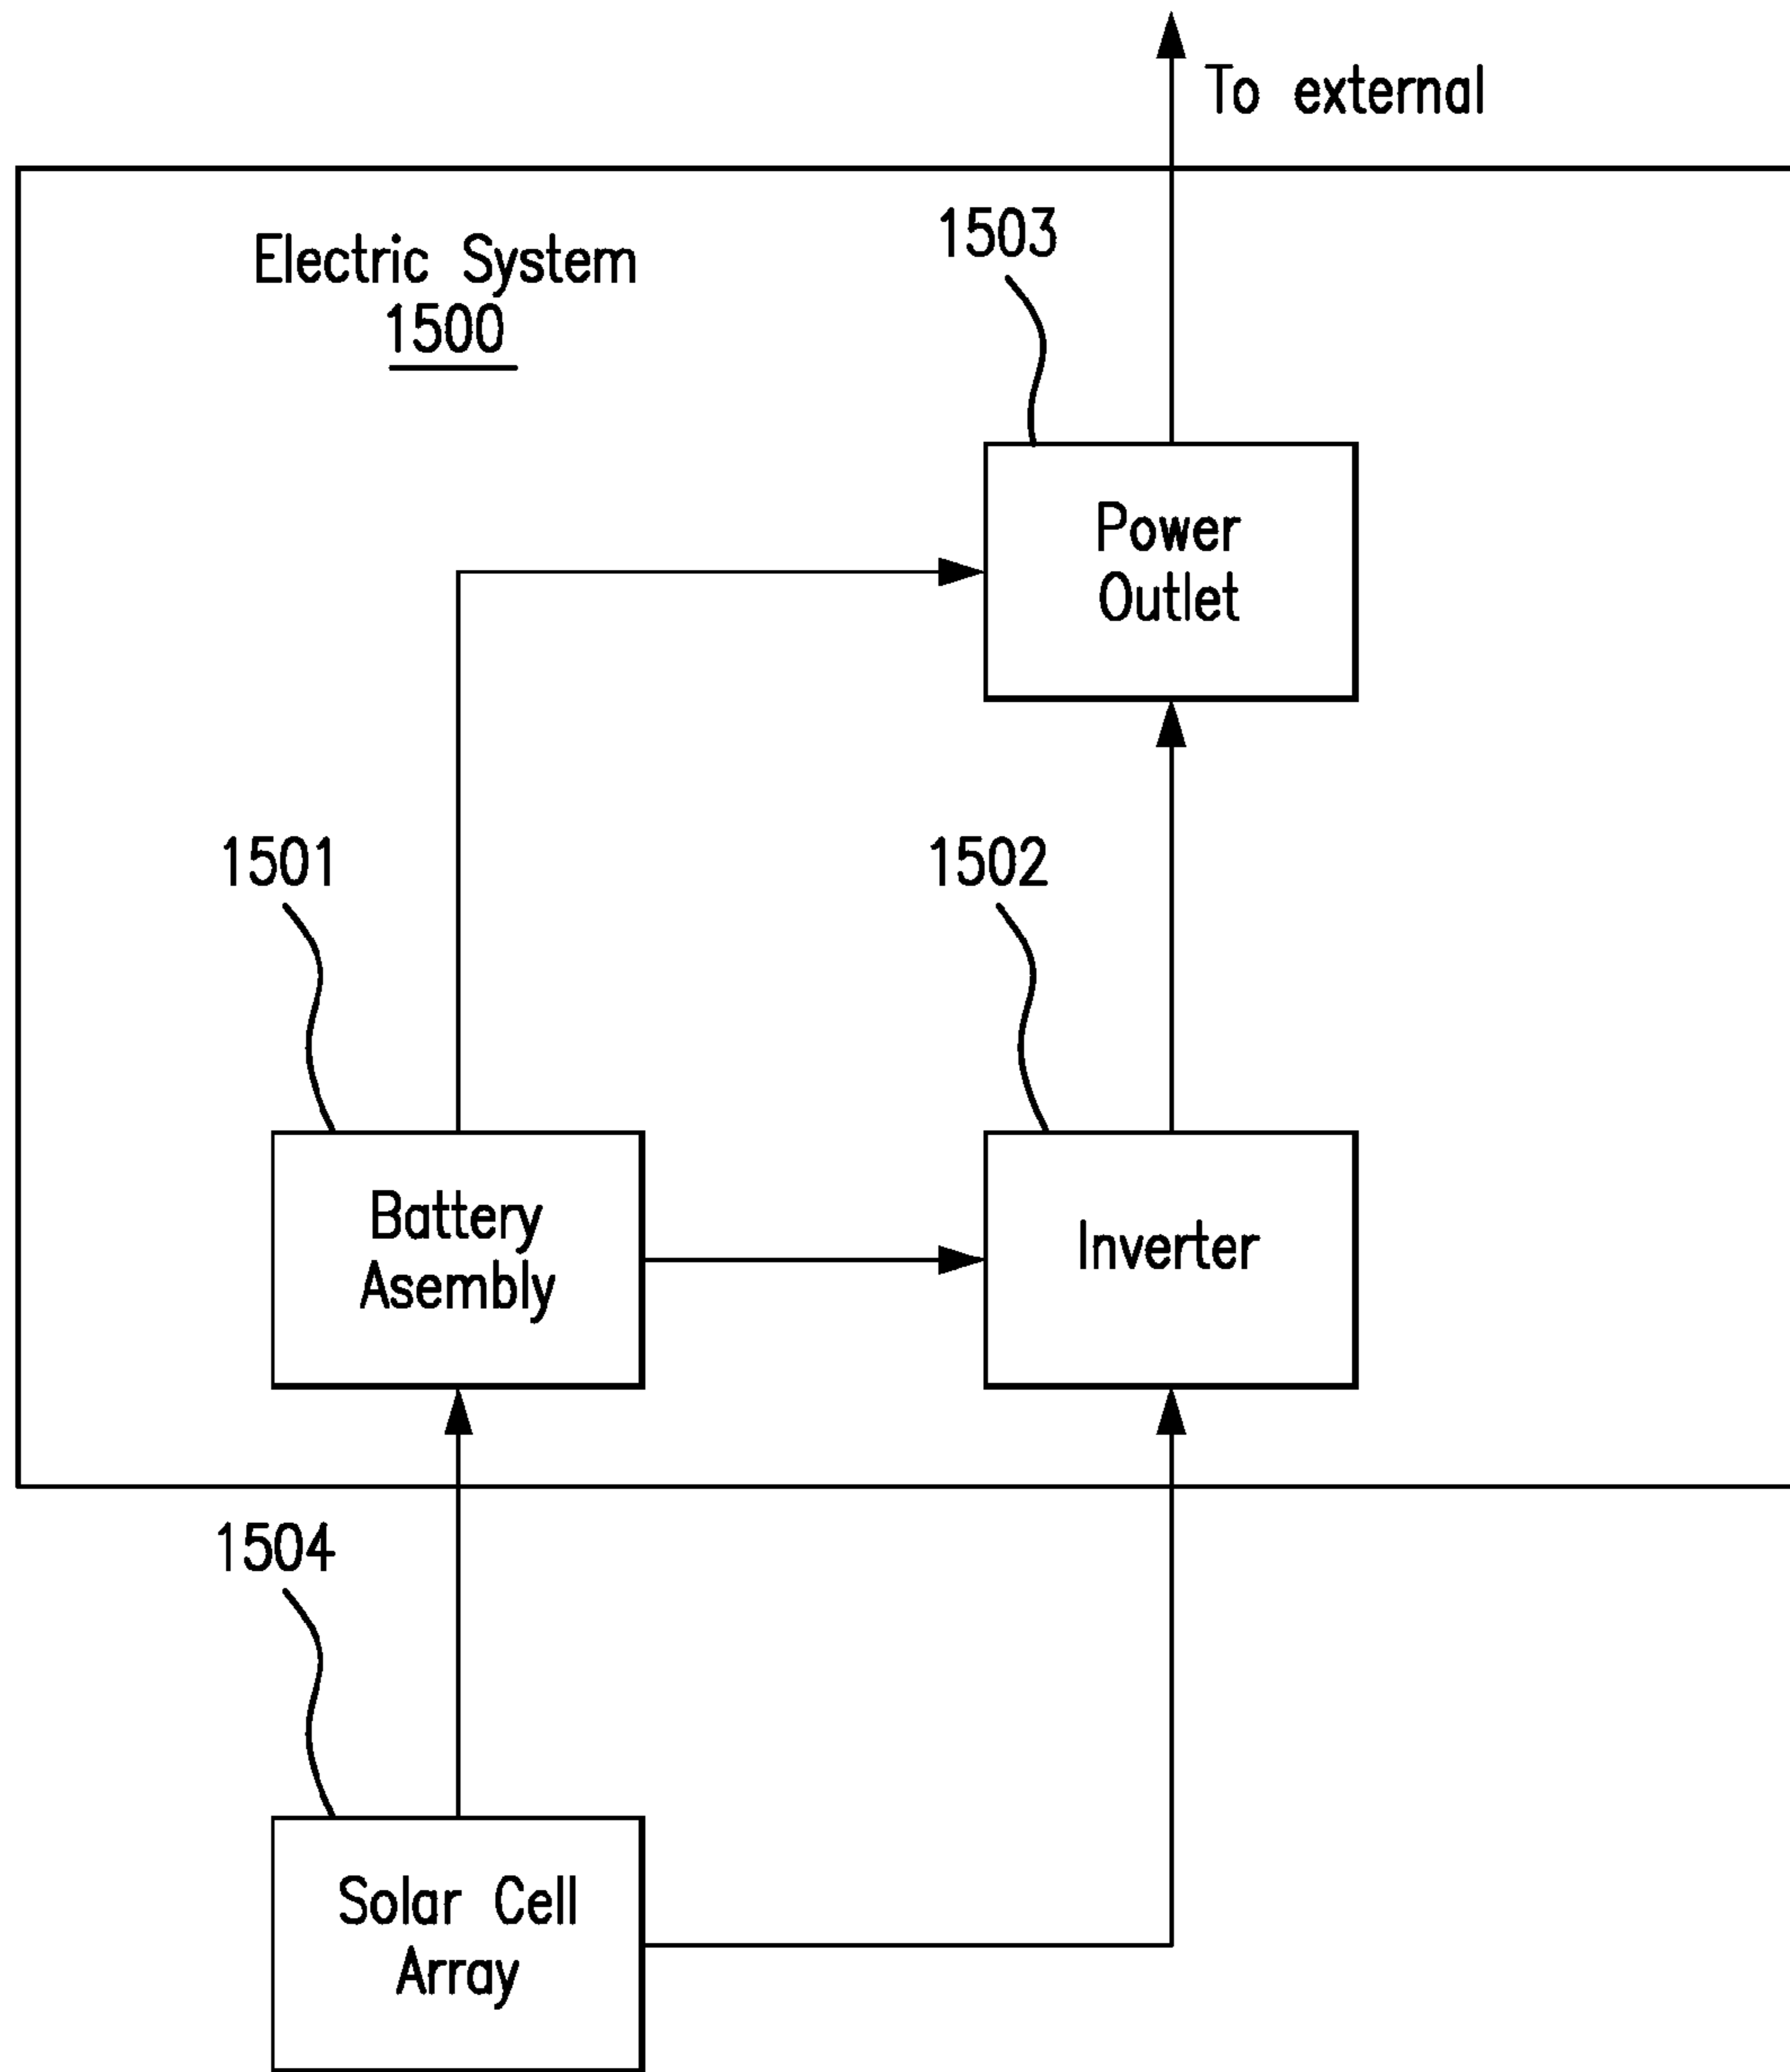 To external
Electric System
1500
1503
Power
Outlet
1501
1502
Battery
Asembly
Inverter
1504
Solar Cell
Array